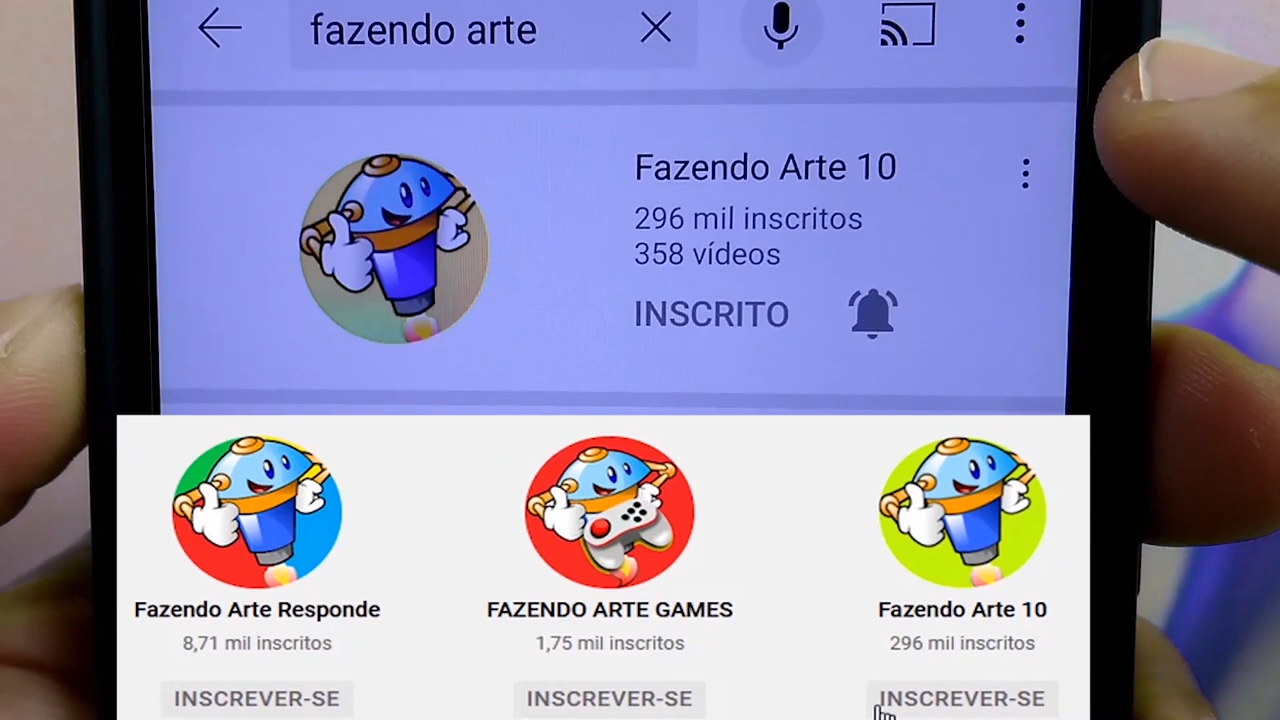 fazendo arte
Fazendo Arte 10
296 mil inscritos
358 vídeos
INSCRITO
Fazendo Arte Responde
8,71 mil inscritos
INSCREVER-SE
FAZENDO ARTE GAMES
1,75 mil inscritos
INSCREVER-SE
Fazendo Arte 10
296 mil inscritos
INSCREVER-SE